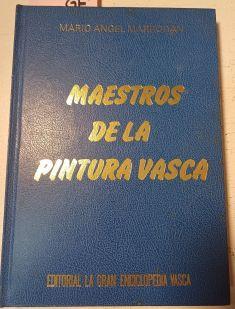 MARIO ANGEL MARRODAN
MAESTROS
DE LA
PINTURA VASCA
EDITORIAL LA GRAN ENCICLOPEDIA VASCA